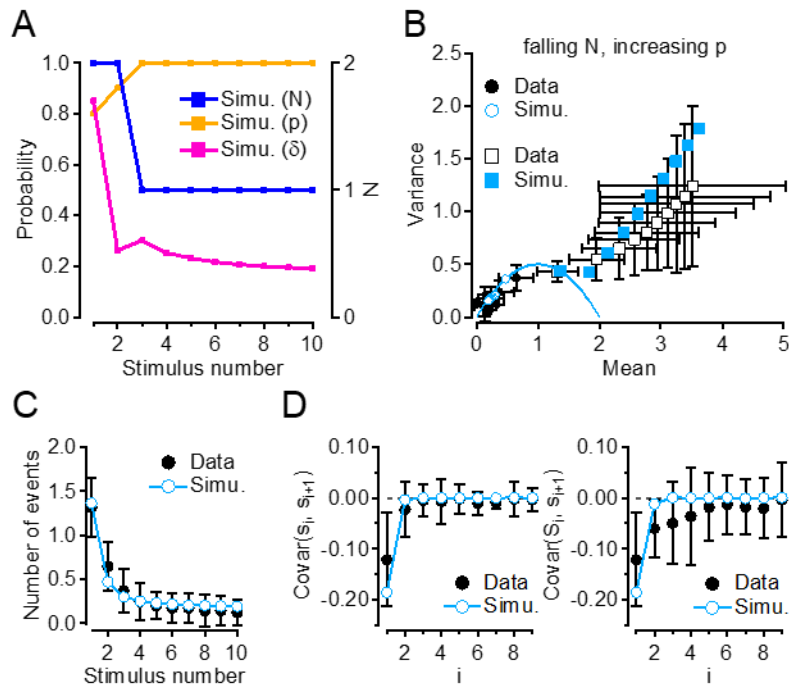 A
Probability
1.0
0.8
0.6
0.4
0.2
0.0
2
1
0
N
Simu. (N)
Simu. (p)
Simu. (δ)
2 4 6 8 10
Stimulus number
B
falling N, increasing p
Variance
2.5
2.0
1.5
1.0
0.5
0.0
Data
Simu.
Data
Simu.
0 1 2 3 4 5
Mean
C
Number of events
2.0
1.5
1.0
0.5
0.0
Data
Simu.
2 4 6 8 10
Stimulus number
D
Covar(si, si+1)
0.10
0.00
-0.10
-0.20
Data
Simu.
2 4 6 8
i
Covar(Si, si+1)
0.10
0.00
-0.10
-0.20
Data
Simu.
2 4 6 8
i